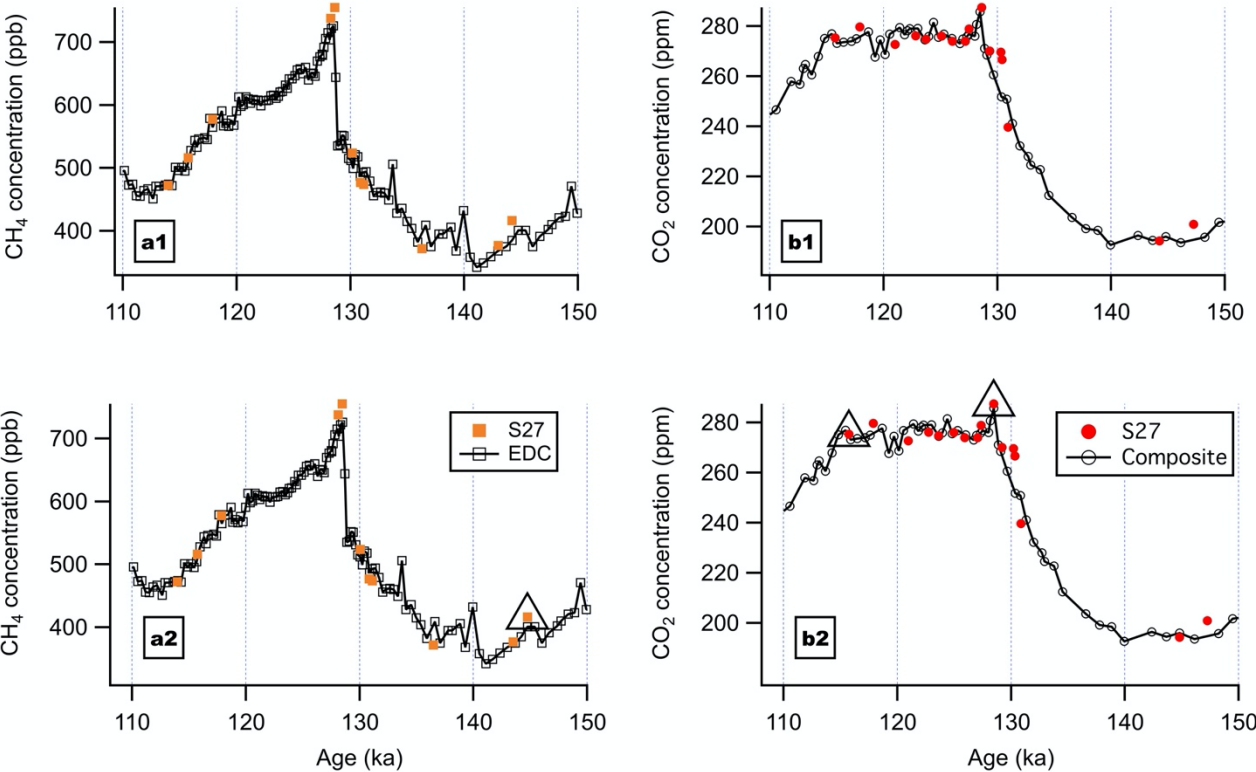 CH4 concentration (ppb)
700
600
500
400
a1
110 120 130 140 150
CO2 concentration (ppm)
280
260
240
220
200
b1
110 120 130 140 150
CH4 concentration (ppb)
700
600
500
400
S27
EDC
a2
110 120 130 140 150
Age (ka)
CO2 concentration (ppm)
280
260
240
220
200
S27
Composite
b2
110 120 130 140 150
Age (ka)